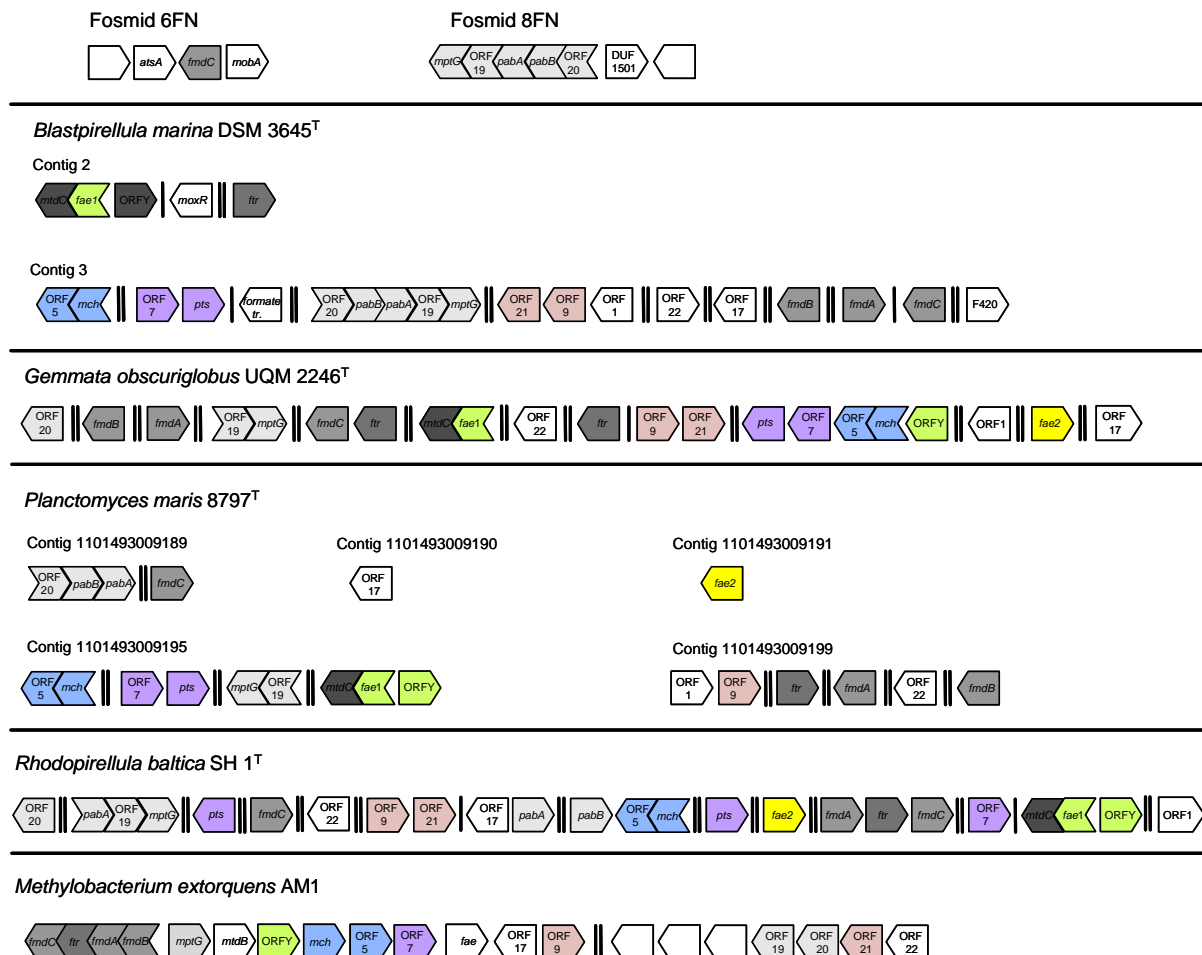 Fosmid 6FN Fosmid 8FN
atsA fmdC mobA mptG ORF 19 pabA pabB ORF 20 DUF 1501
Blastpirellula marina DSM 3645T
Contig 2
mtdC fae1 ORFY moxR ftr
Contig 3
ORF 5 mch ORF 7 pts formate tr. ORF 20 pabB pabA ORF 19 mptG ORF 21 ORF 9 ORF 1 ORF 22 ORF 17 fmdB fmdA fmdC F420
Gemmata obscuriglobus UQM 2246T
ORF 20 fmdB fmdA ORF 19 mptG fmdC ftr mtdC fae1 ORF 22 ftr ORF 9 ORF 21 pts ORF 7 ORF 5 mch ORFY ORF1 fae2 ORF 17
Planctomyces maris 8797T
Contig 1101493009189 Contig 1101493009190 Contig 1101493009191
ORF 20 pabB pabA fmdC ORF 17 fae2
Contig 1101493009195 Contig 1101493009199
ORF 5 mch ORF 7 pts mptG ORF 19 mtdC fae1 ORFY ORF 1 ORF 9 ftr fmdA ORF 22 fmdB
Rhodopirellula baltica SH 1T
ORF 20 pabA ORF 19 mptG pts fmdC ORF 22 ORF 9 ORF 21 ORF 17 pabA pabB ORF 5 mch pts fae2 fmdA ftr fmdC ORF 7 mtdC fae1 ORFY ORF1
Methylobacterium extorquens AM1
fmdC ftr fmdA fmdB mptG mtdB ORFY mch ORF 5 ORF 7 fae ORF 17 ORF 9 ORF 19 ORF 20 ORF 21 ORF 22